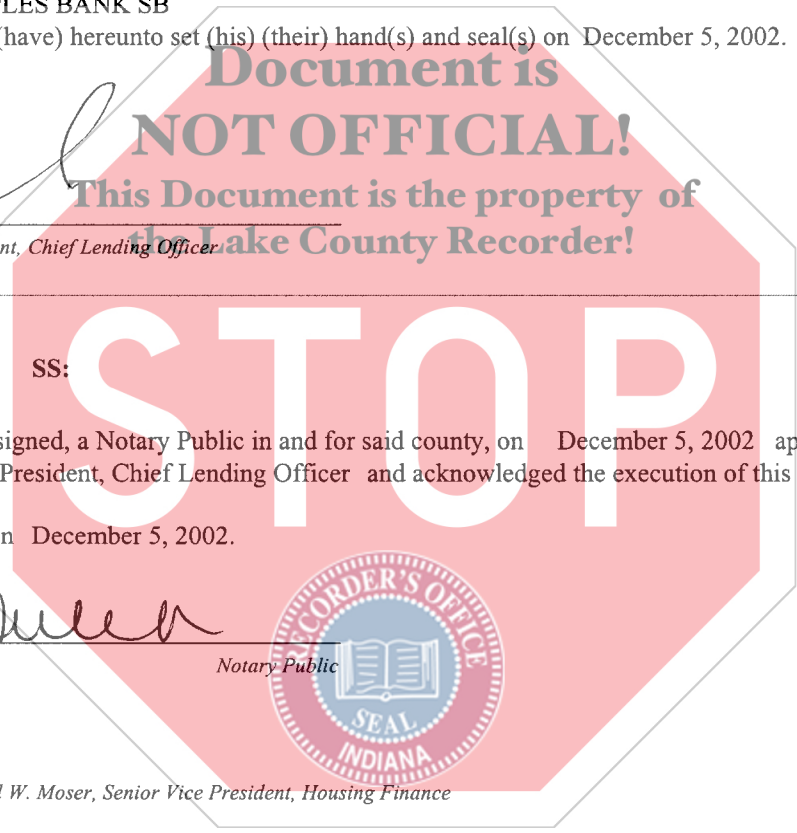 PLES BANK SB
(have) hereunto set (his) (their) hand(s) and seal(s) on December 5, 2002.
Document is
NOT OFFICIAL!
This Document is the property of
the Lake County Recorder!
nt, Chief Lending Officer
STOP
SS:
signed, a Notary Public in and for said county, on December 5, 2002 ap
President, Chief Lending Officer and acknowledged the execution of this
n December 5, 2002.
Notary Public
RECORDER'S OFFICE
SEAL
INDIANA
W. Moser, Senior Vice President, Housing Finance